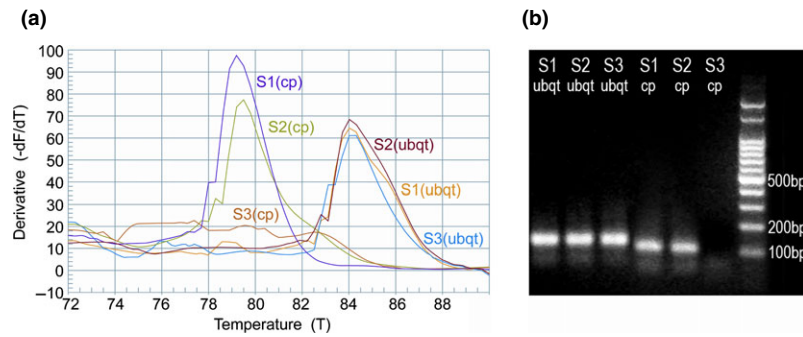 (a)
100
90
80
70
60
50
40
30
20
10
0
−10
Derivative (-dF/dT)
S1(cp)
S2(cp)
S3(cp)
S2(ubqt)
S1(ubqt)
S3(ubqt)
72 74 76 78 80 82 84 86 88
Temperature (T)
(b)
S1 S2 S3 S1 S2 S3
ubqt ubqt ubqt cp cp cp
500bp
200bp
100bp